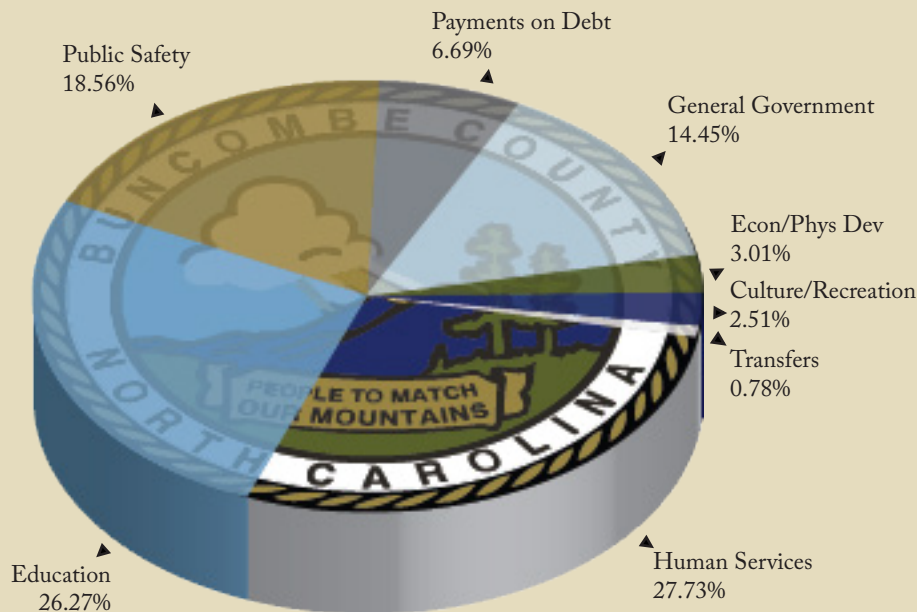 Payments on Debt
6.69%
Public Safety
18.56%
General Government
14.45%
Econ/Phys Dev
3.01%
Culture/Recreation
2.51%
Transfers
0.78%
Human Services
27.73%
Education
26.27%
BUNCOMBE COUNTY
PEOPLE TO MATCH
OUR MOUNTAINS
NORTH CAROLINA